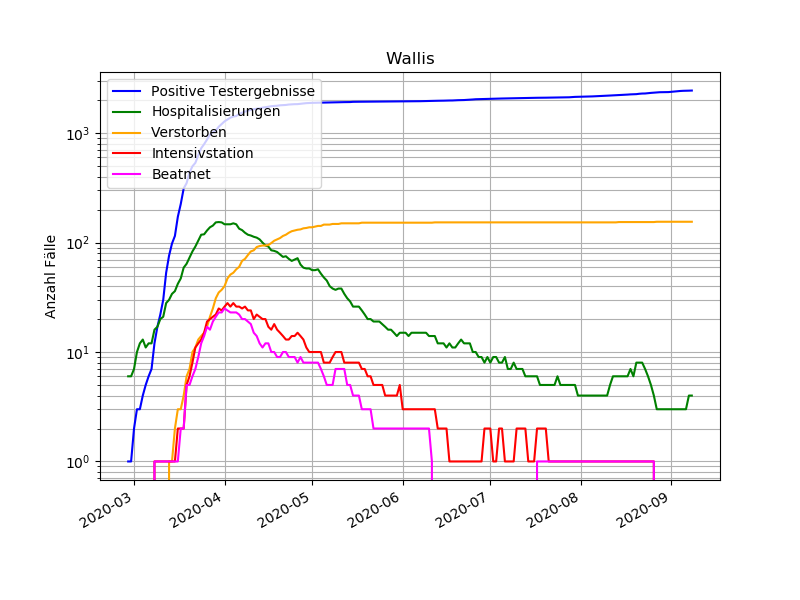 Wallis
Positive Testergebnisse
Hospitalisierungen
Verstorben
Intensivstation
Beatmet
Anzahl Fälle
10³
10²
10¹
10⁰
2020-03
2020-04
2020-05
2020-06
2020-07
2020-08
2020-09